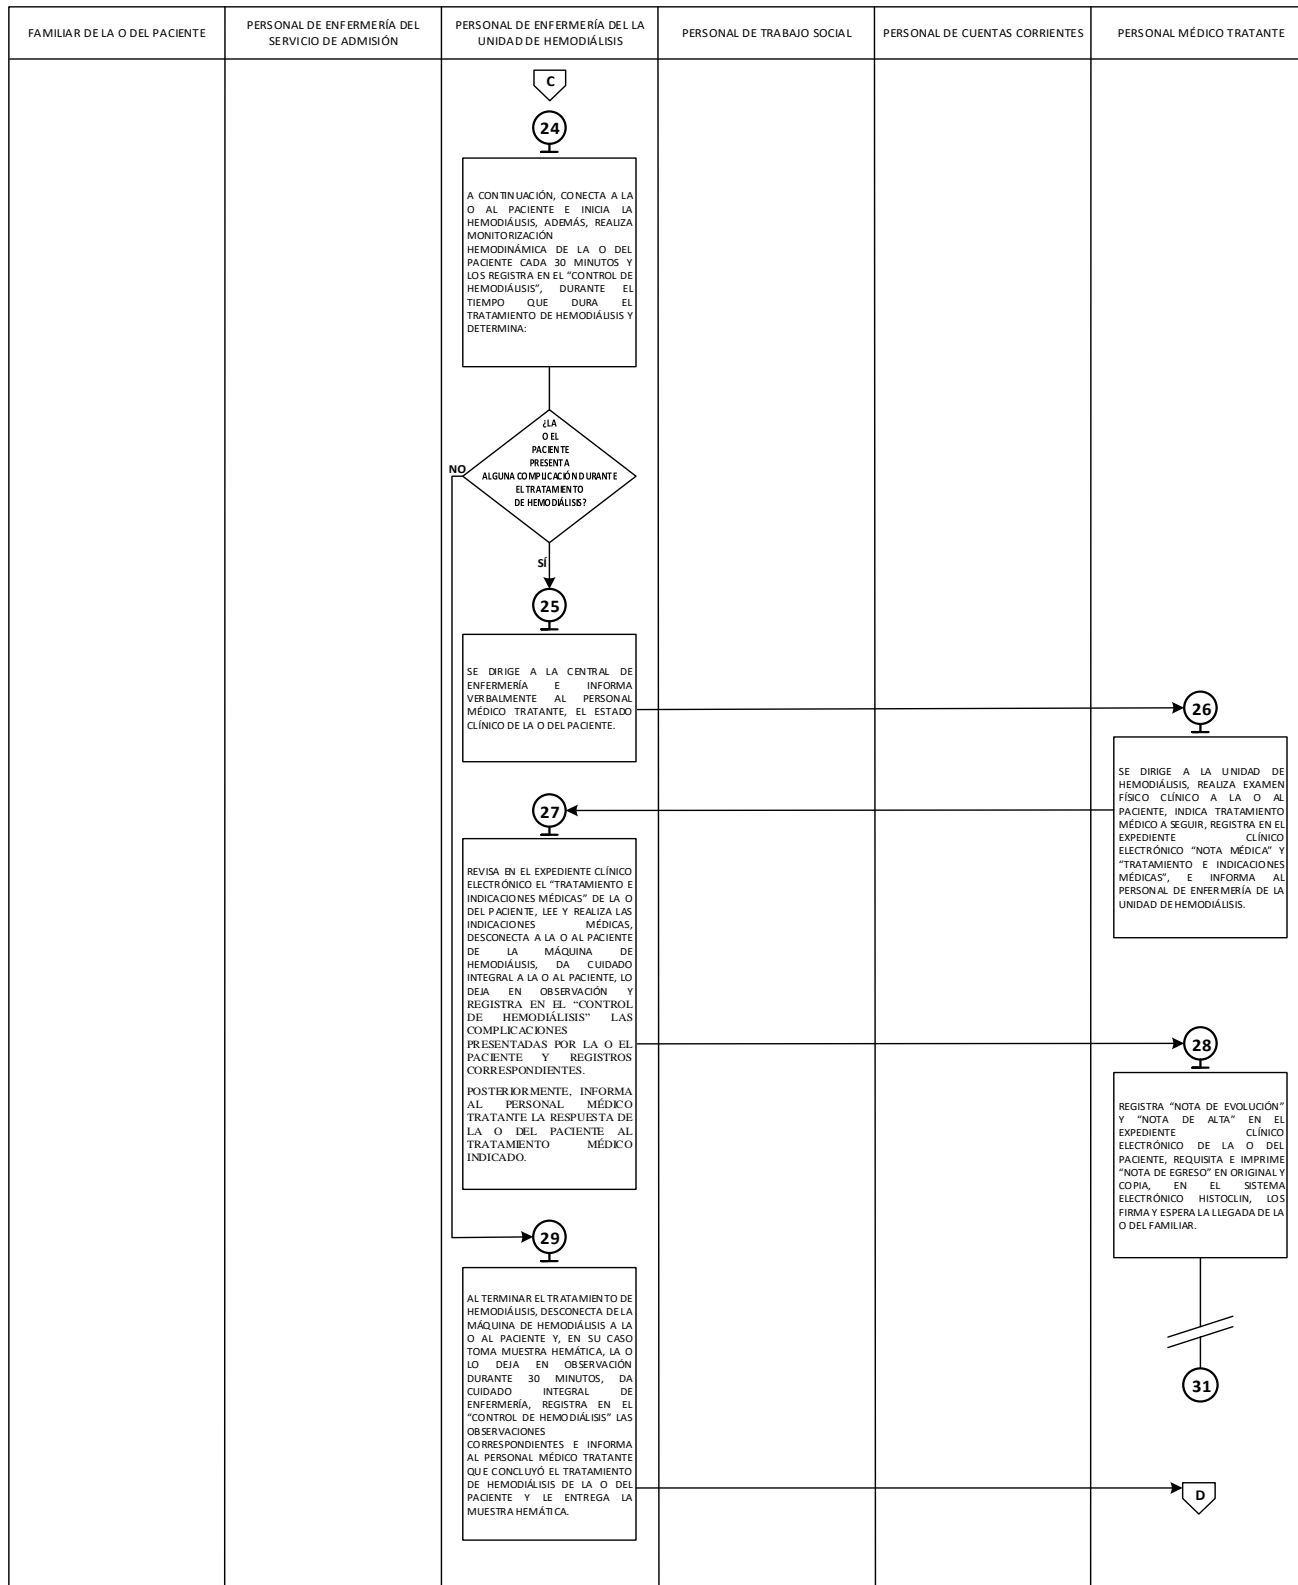 FAMILIAR DE LA O DEL PACIENTE
PERSONAL DE ENFERMERÍA DEL
SERVICIO DE ADMISIÓN
PERSONAL DE ENFERMERÍA DEL LA
UNIDAD DE HEMODIÁLISIS
PERSONAL DE TRABAJO SOCIAL
PERSONAL DE CUENTAS CORRIENTES
PERSONAL MÉDICO TRATANTE
C
24
A CONTINUACIÓN, CONECTA A LA
O AL PACIENTE E INICIA LA
HEMODIÁLISIS, ADEMÁS, REALIZA
MONITORIZACIÓN
HEMODINÁMICA DE LA O DEL
PACIENTE CADA 30 MINUTOS Y
LOS REGISTRA EN EL “CONTROL DE
HEMODIÁLISIS”, DURANTE EL
TIEMPO QUE DURA EL
TRATAMIENTO DE HEMODIÁLISIS Y
DETERMINA:
¿LA
O EL
PACIENTE
PRESENTA
ALGUNA COMPLICACIÓN DURANTE
EL TRATAMIENTO
DE HEMODIÁLISIS?
NO
SÍ
25
SE DIRIGE A LA CENTRAL DE
ENFERMERÍA E INFORMA
VERBALMENTE AL PERSONAL
MÉDICO TRATANTE, EL ESTADO
CLÍNICO DE LA O DEL PACIENTE.
26
SE DIRIGE A LA UNIDAD DE
HEMODIÁLISIS, REALIZA EXAMEN
FÍSICO CLÍNICO A LA O AL
PACIENTE, INDICA TRATAMIENTO
MÉDICO A SEGUIR, REGISTRA EN EL
EXPEDIENTE CLÍNICO
ELECTRÓNICO “NOTA MÉDICA” Y
“TRATAMIENTO E INDICACIONES
MÉDICAS”, E INFORMA AL
PERSONAL DE ENFERMERÍA DE LA
UNIDAD DE HEMODIÁLISIS.
27
REVISA EN EL EXPEDIENTE CLÍNICO
ELECTRÓNICO EL “TRATAMIENTO E
INDICACIONES MÉDICAS” DE LA O
DEL PACIENTE, LEE Y REALIZA LAS
INDICACIONES MÉDICAS,
DESCONECTA A LA O AL PACIENTE
DE LA MÁQUINA DE
HEMODIÁLISIS, DA CUIDADO
INTEGRAL A LA O AL PACIENTE, LO
DEJA EN OBSERVACIÓN Y
REGISTRA EN EL “CONTROL
DE HEMODIÁLISIS” LAS
COMPLICACIONES
PRESENTADAS POR LA O EL
PACIENTE Y REGISTROS
CORRESPONDIENTES.
POSTERIORMENTE, INFORMA
AL PERSONAL MÉDICO
TRATANTE LA RESPUESTA DE
LA O DEL PACIENTE AL
TRATAMIENTO MÉDICO
INDICADO.
28
REGISTRA “NOTA DE EVOLUCIÓN”
Y “NOTA DE ALTA” EN EL
EXPEDIENTE CLÍNICO
ELECTRÓNICO DE LA O DEL
PACIENTE, REQUISITA E IMPRIME
“NOTA DE EGRESO” EN ORIGINAL Y
COPIA, EN EL SISTEMA
ELECTRÓNICO HISTOCLIN, LOS
FIRMA Y ESPERA LA LLEGADA DE LA
O DEL FAMILIAR.
29
AL TERMINAR EL TRATAMIENTO DE
HEMODIÁLISIS, DESCONECTA DE LA
MÁQUINA DE HEMODIÁLISIS A LA
O AL PACIENTE Y, EN SU CASO
TOMA MUESTRA HEMÁTICA, LA O
LO DEJA EN OBSERVACIÓN
DURANTE 30 MINUTOS, DA
CUIDADO INTEGRAL DE
ENFERMERÍA, REGISTRA EN EL
“CONTROL DE HEMODIÁLISIS” LAS
OBSERVACIONES
CORRESPONDIENTES E INFORMA
AL PERSONAL MÉDICO TRATANTE
QUE CONCLUYÓ EL TRATAMIENTO
DE HEMODIÁLISIS DE LA O DEL
PACIENTE Y LE ENTREGA LA
MUESTRA HEMÁTICA.
31
D